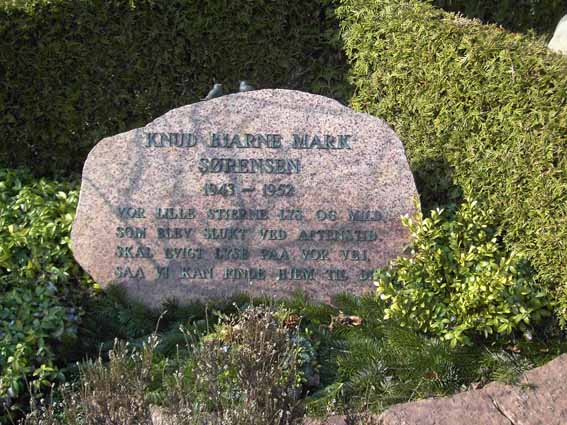 KNUD BJARNE MARK
SØRENSEN
1943 - 1952
VOR LILLE STJERNE LYS OG MILD
SOM BLEV SLUKT VED AFTENSTID
SKAL EVIGT LYSE PAA VOR VEJ
SAA VI KAN FINDE HJEM TIL